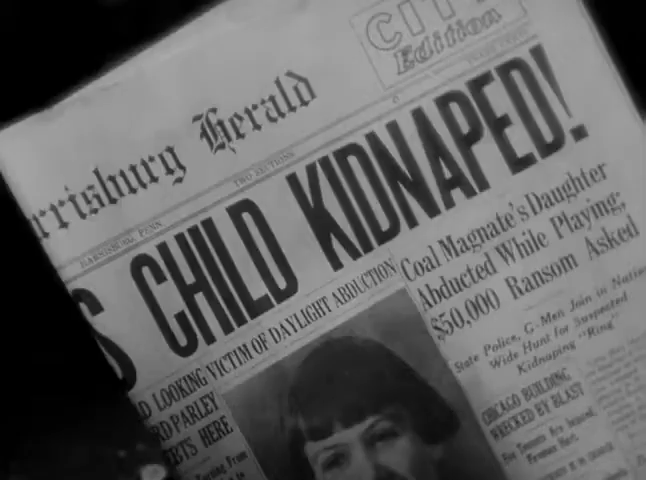 CITY
Edition
rrisburg Herald
HARRISBURG, PENN
TWO SECTIONS
S CHILD KIDNAPED!
VICTIM OF DAYLIGHT ABDUCTION
Coal Magnate's Daughter
Abducted While Playing;
$50,000 Ransom Asked
State Police, G-Men Join in Nation
Wide Hunt for Suspected
Kidnaping "Ring"
D LOOKING
RD PARLEY
HERE
CHICAGO BUILDING
WRECKED BY BLAST